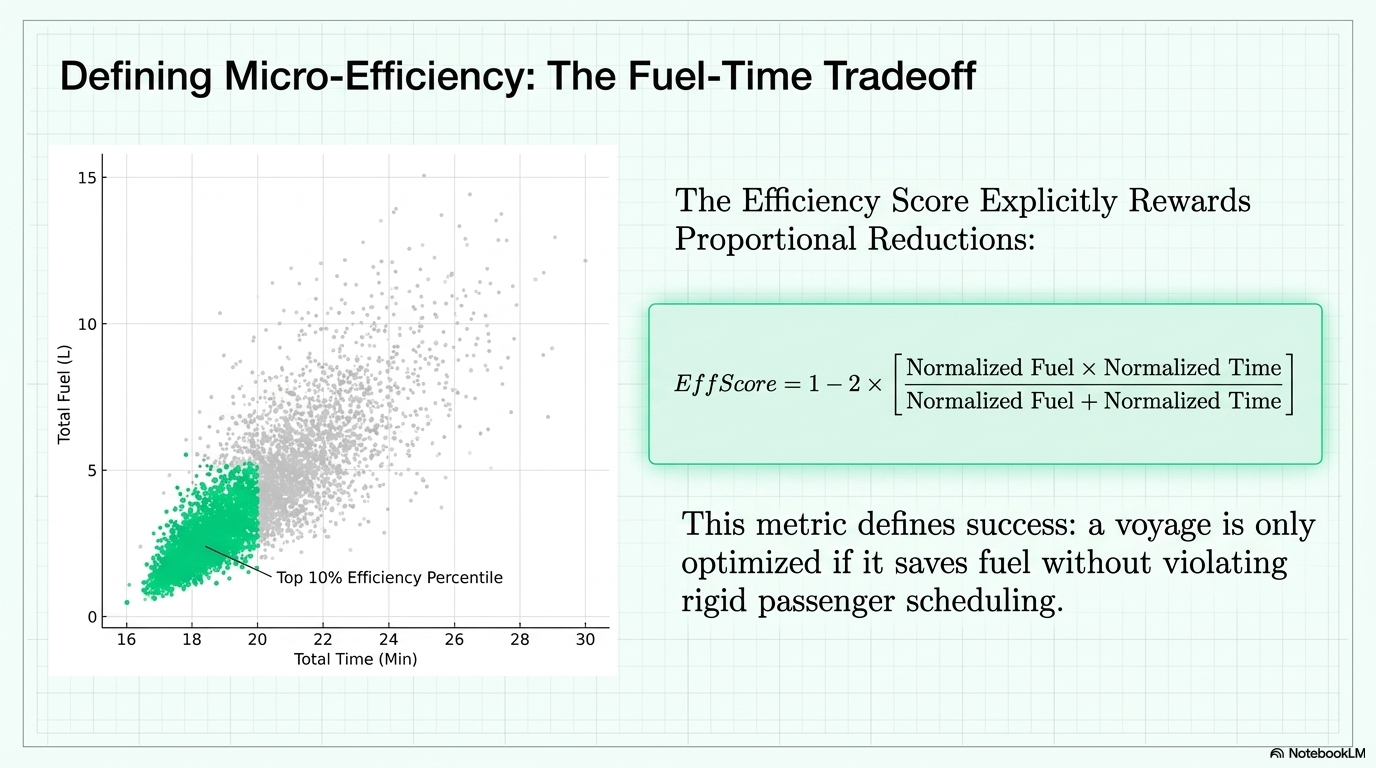 Defining Micro-Efficiency: The Fuel-Time Tradeoff
15
10
5
0
Total Fuel (L)
Top 10% Efficiency Percentile
16 18 20 22 24 26 28 30
Total Time (Min)
The Efficiency Score Explicitly Rewards
Proportional Reductions:
EffScore = 1 − 2 × [Normalized Fuel × Normalized Time / Normalized Fuel + Normalized Time]
This metric defines success: a voyage is only
optimized if it saves fuel without violating
rigid passenger scheduling.
NotebookLM